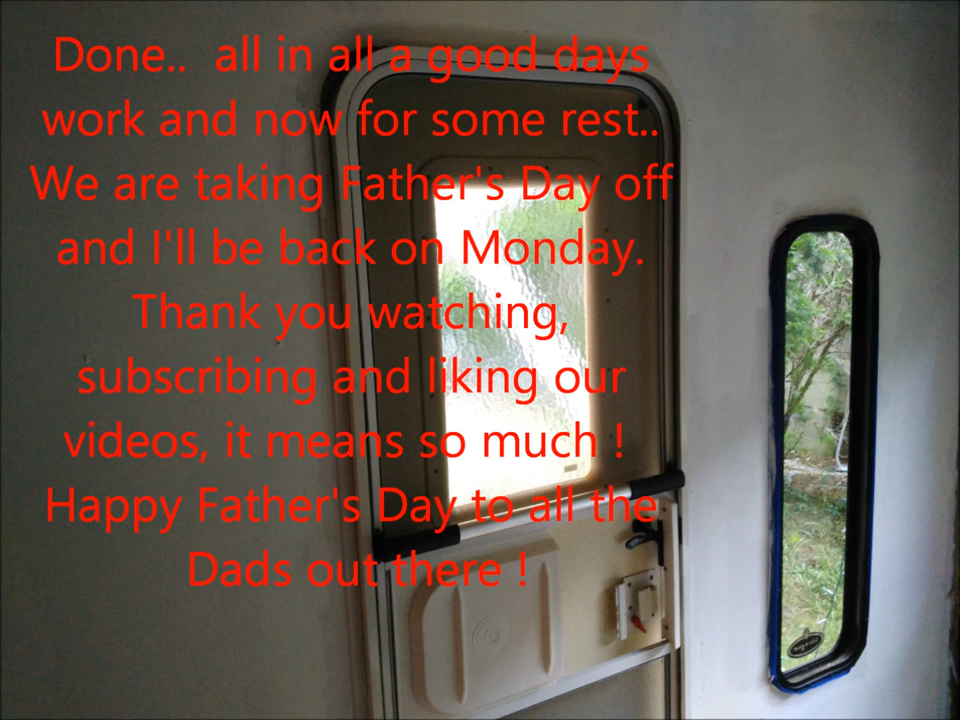 Done..  all in all a good days
work and now for some rest..
We are taking Father's Day off
and I'll be back on Monday.
Thank you watching,
subscribing and liking our
videos, it means so much !
Happy Father's Day to all the
Dads out there !